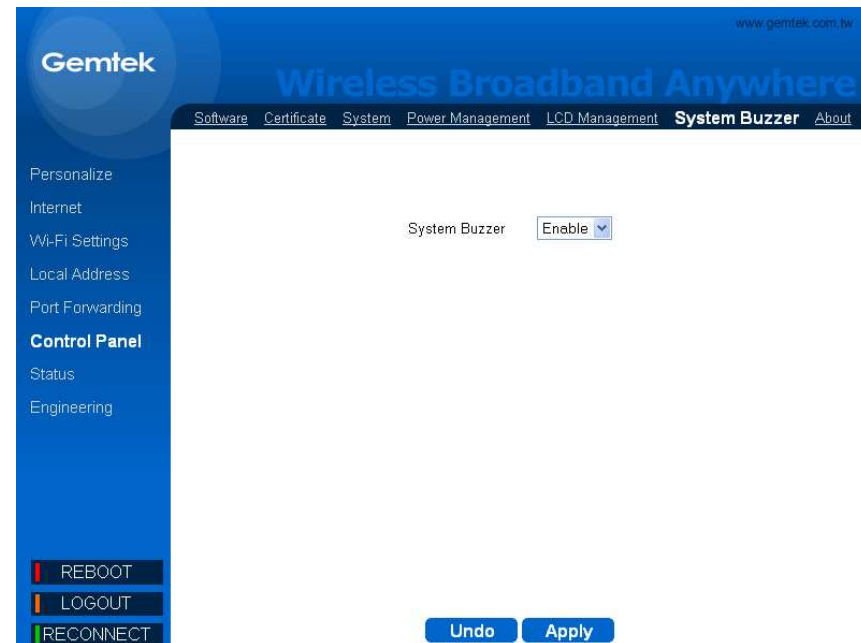 www.gemtek.com.tw
Gemtek
Wireless Broadband Anywhere
Software Certificate System Power Management LCD Management System Buzzer About
Personalize
Internet
Wi-Fi Settings
Local Address
Port Forwarding
Control Panel
Status
Engineering
System Buzzer Enable
REBOOT
LOGOUT
RECONNECT
Undo Apply